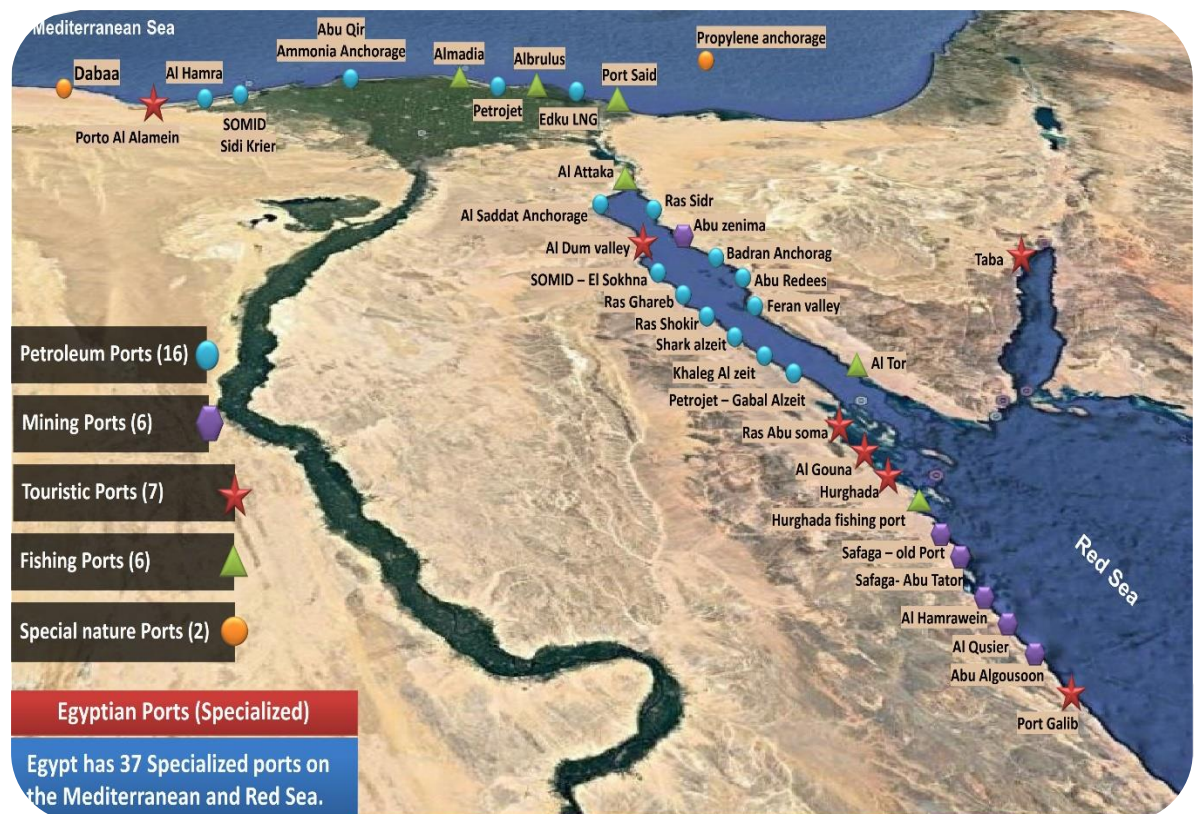 Mediterranean Sea
Abu Qir
Ammonia Anchorage
Propylene anchorage
Dabaa
Al Hamra
Almadia
Albrulus
Port Said
Porto Al Alamein
SOMID
Sidi Krier
Petrojet
Edku LNG
Al Attaka
Al Saddat Anchorage
Ras Sidr
Abu zenima
Al Dum valley
Badran Anchorag
Taba
SOMID – El Sokhna
Abu Redees
Ras Ghareb
Feran valley
Ras Shokir
Shark alzeit
Khaleg Al zeit
Al Tor
Petrojet – Gabal Alzeit
Ras Abu soma
Al Gouna
Hurghada
Hurghada fishing port
Safaga – old Port
Safaga- Abu Tator
Al Hamrawein
Al Qusier
Abu Algousoon
Port Galib
Red Sea
Petroleum Ports (16)
Mining Ports (6)
Touristic Ports (7)
Fishing Ports (6)
Special nature Ports (2)
Egyptian Ports (Specialized)
Egypt has 37 Specialized ports on
the Mediterranean and Red Sea.